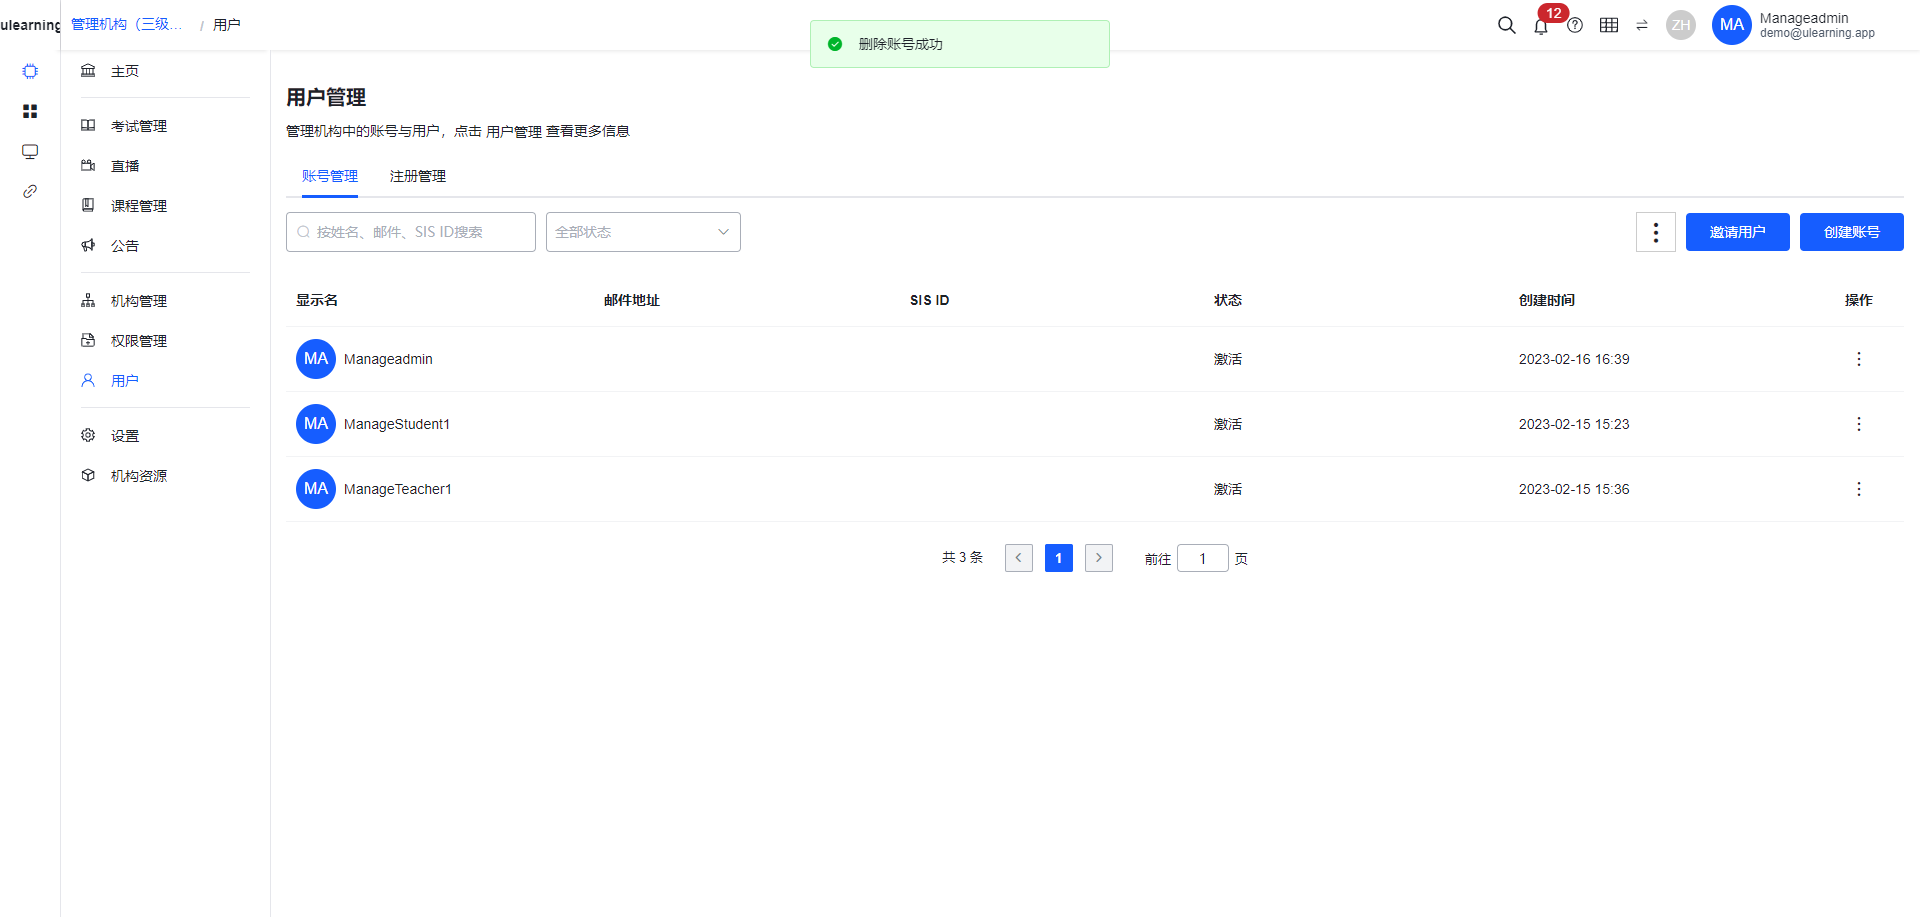 ulearning
管理机构（三级... / 用户
删除账号成功
12
ZH
MA
Manageadmin
demo@ulearning.app
主页
考试管理
直播
课程管理
公告
机构管理
权限管理
用户
设置
机构资源
用户管理
管理机构中的账号与用户，点击 用户管理 查看更多信息
账号管理 注册管理
按姓名、邮件、SIS ID搜索 全部状态 邀请用户 创建账号
显示名 邮件地址 SIS ID 状态 创建时间 操作
MA Manageadmin 激活 2023-02-16 16:39
MA ManageStudent1 激活 2023-02-15 15:23
MA ManageTeacher1 激活 2023-02-15 15:36
共 3 条 1 前往 1 页